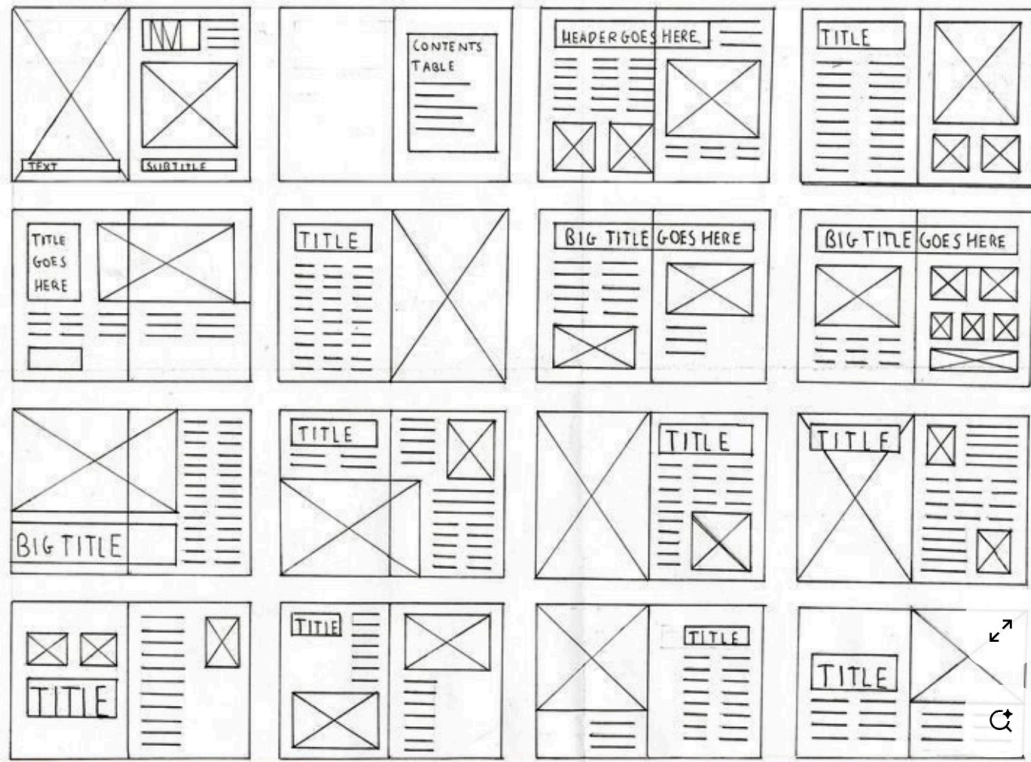 TEXT
SUBTITLE
CONTENTS
TABLE
HEADER GOES HERE
TITLE
TITLE
GOES
HERE
TITLE
BIG TITLE GOES HERE
BIG TITLE GOES HERE
BIG TITLE
TITLE
TITLE
TITLE
TITLE
TITLE
TITLE
TITLE